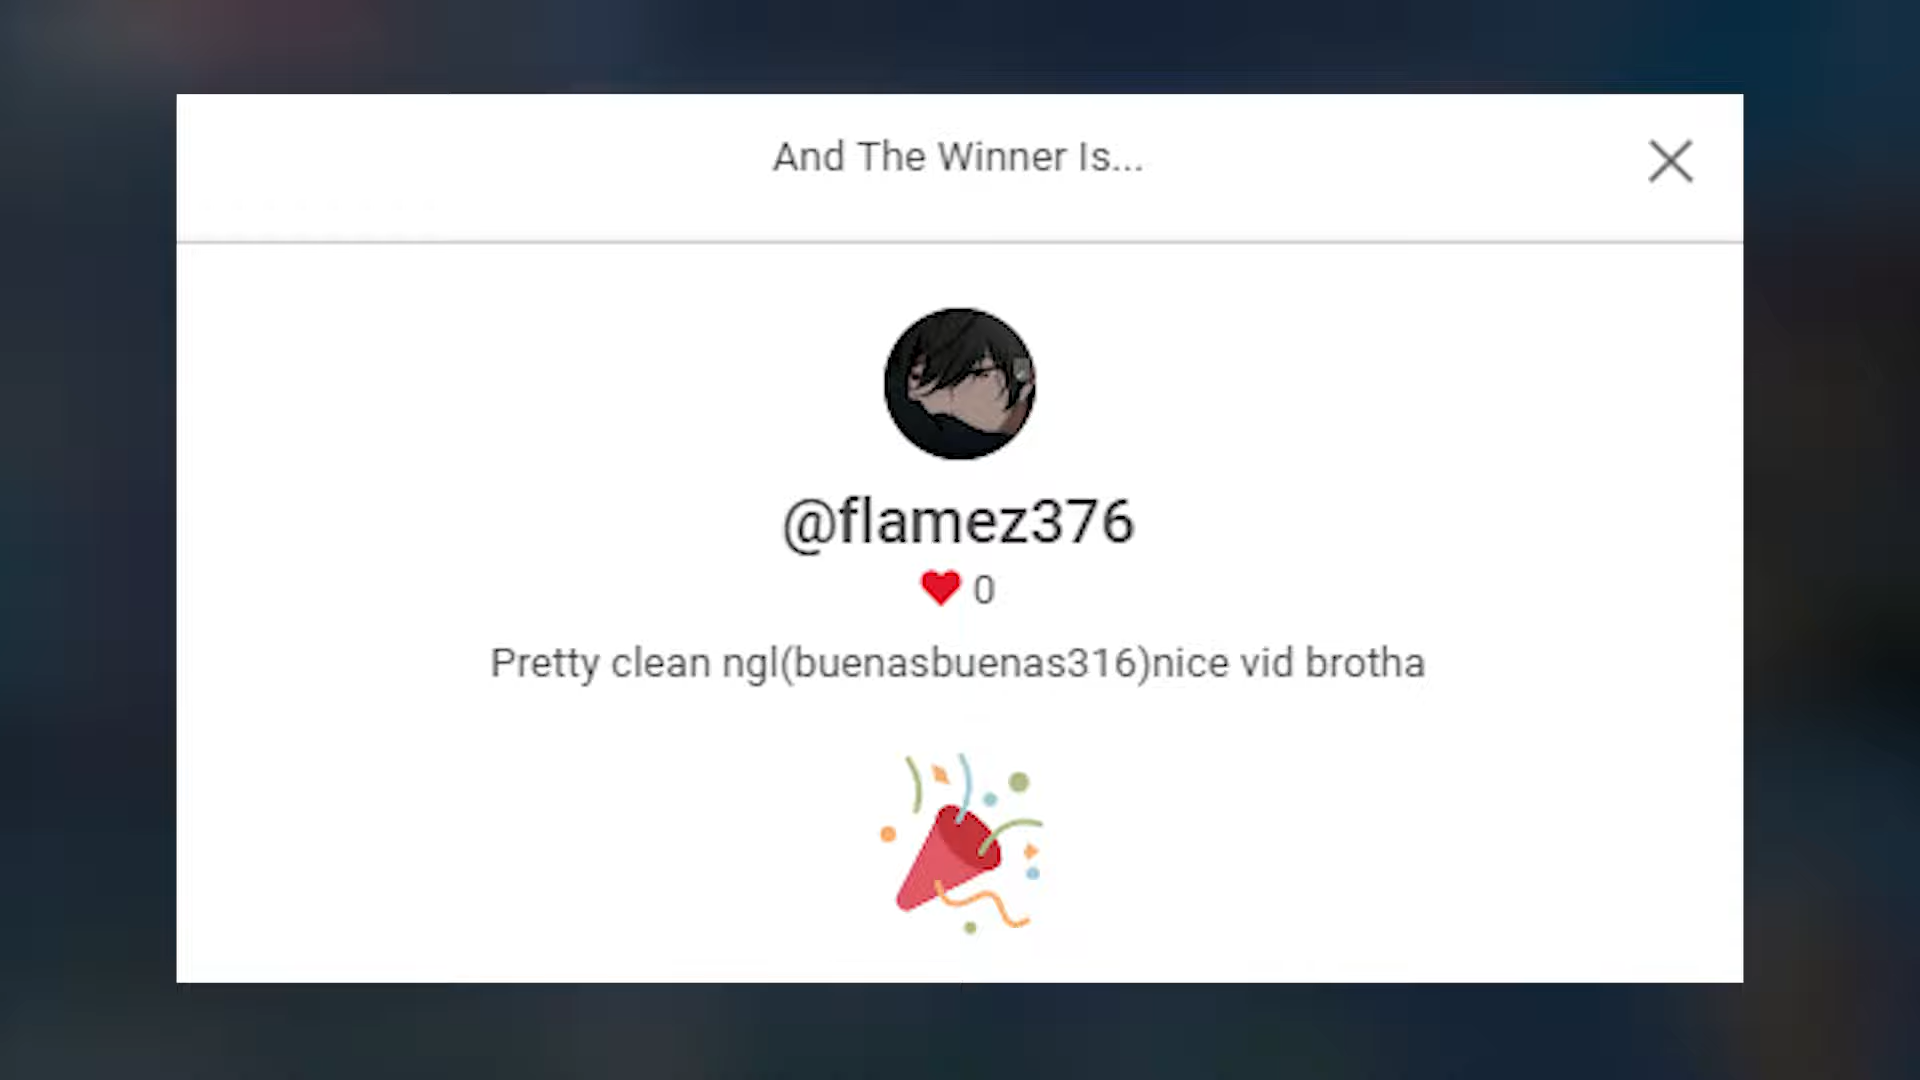 And The Winner Is...
@flamez376
0
Pretty clean ngl(buenasbuenas316)nice vid brotha